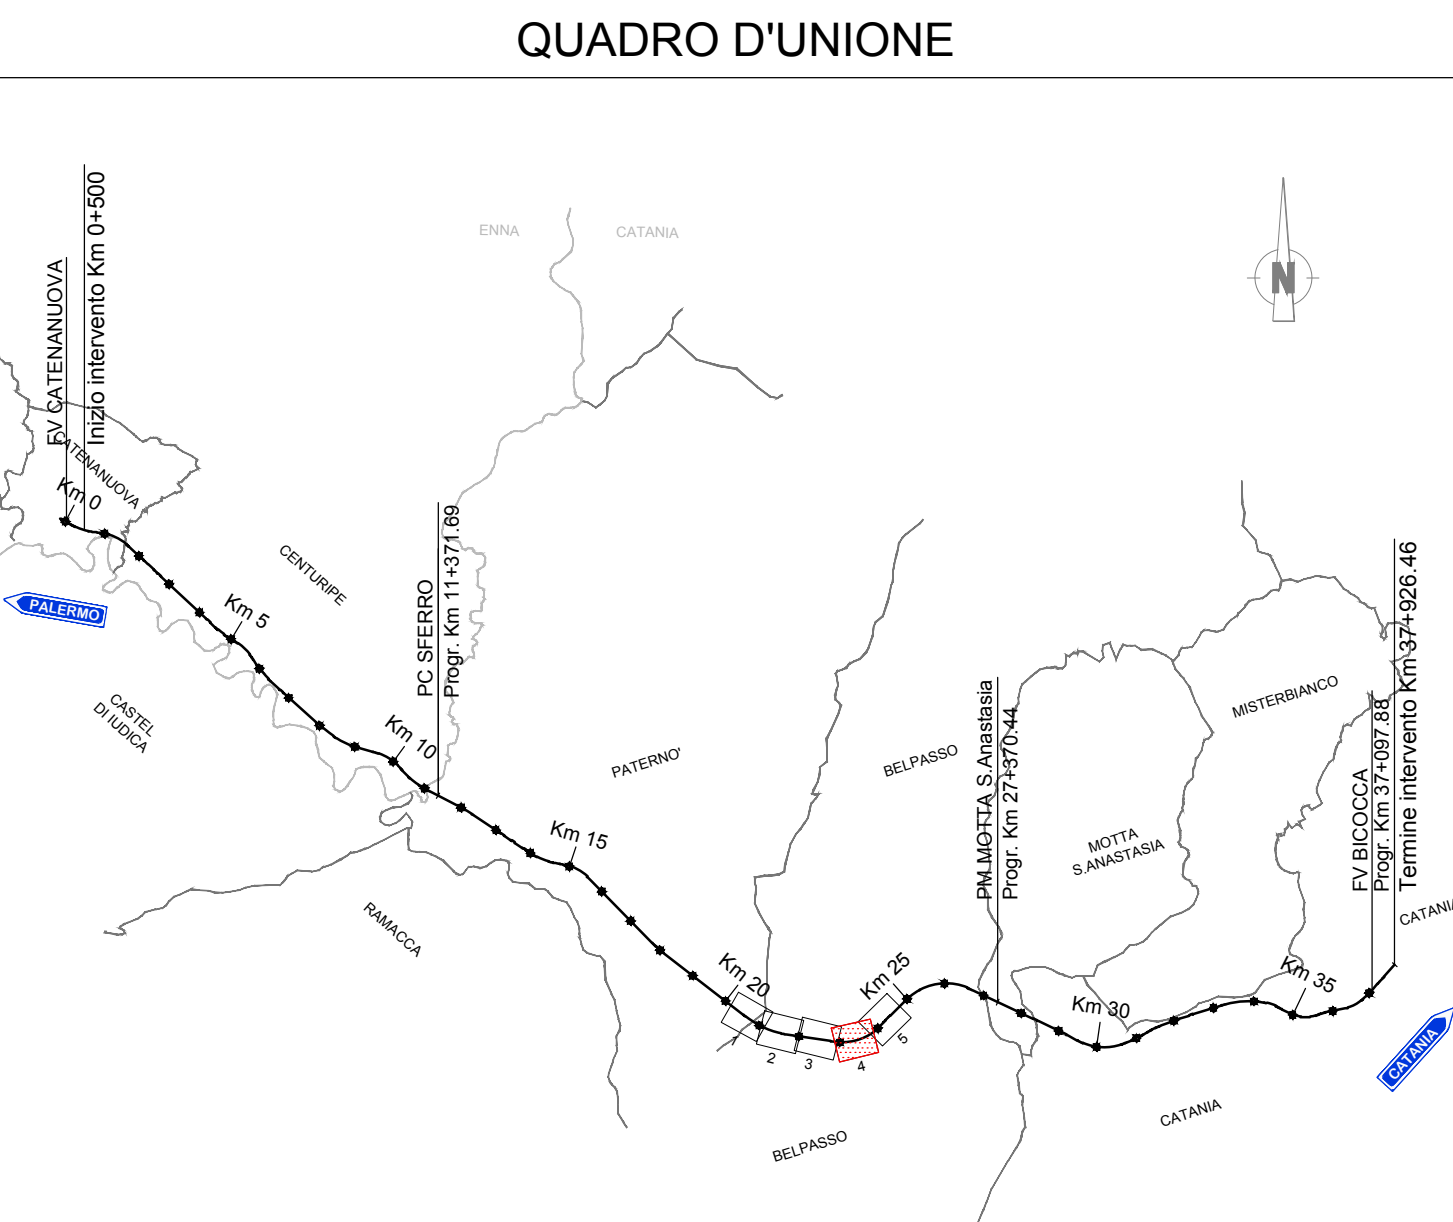 QUADRO D'UNIONE
FV CATENANUOVA
Inizio intervento Km 0+500
ENNA
CATANIA
N
CATENANUOVA
Km 0
PALERMO
CENTURIPE
Km 5
CASTEL
DI IUDICA
PC SFERRO
Progr. Km 11+371.69
Km 10
PATERNO'
BELPASSO
Km 15
RAMACCA
PM MOTTA S.Anastasia
Progr. Km 27+370.44
MOTTA
S.ANASTASIA
MISTERBIANCO
FV BICOCCA
Progr. Km 37+097.88
Termine intervento Km 37+926.46
CATANIA
Km 20
Km 25
Km 30
Km 35
1
2
3
4
5
CATANIA
BELPASSO
CATANIA